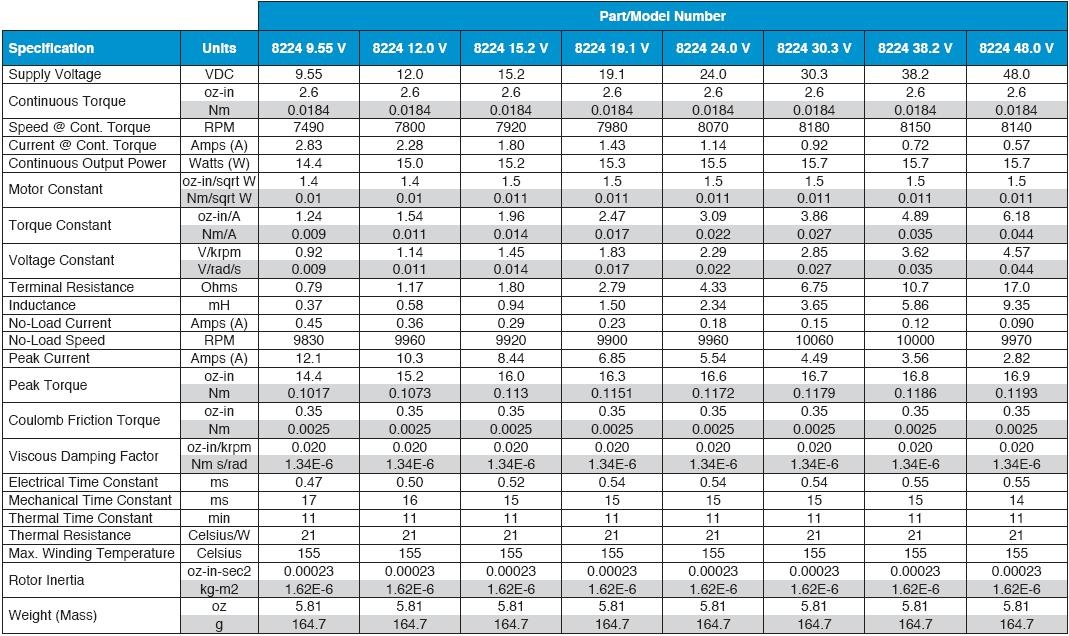 Part/Model Number
Specification Units 8224 9.55 V 8224 12.0 V 8224 15.2 V 8224 19.1 V 8224 24.0 V 8224 30.3 V 8224 38.2 V 8224 48.0 V
Supply Voltage VDC 9.55 12.0 15.2 19.1 24.0 30.3 38.2 48.0
Continuous Torque oz-in 2.6 2.6 2.6 2.6 2.6 2.6 2.6 2.6
Nm 0.0184 0.0184 0.0184 0.0184 0.0184 0.0184 0.0184 0.0184
Speed @ Cont. Torque RPM 7490 7800 7920 7980 8070 8180 8150 8140
Current @ Cont. Torque Amps (A) 2.83 2.28 1.80 1.43 1.14 0.92 0.72 0.57
Continuous Output Power Watts (W) 14.4 15.0 15.2 15.3 15.5 15.7 15.7 15.7
Motor Constant oz-in/sqrt W 1.4 1.4 1.5 1.5 1.5 1.5 1.5 1.5
Nm/sqrt W 0.01 0.01 0.011 0.011 0.011 0.011 0.011 0.011
Torque Constant oz-in/A 1.24 1.54 1.96 2.47 3.09 3.86 4.89 6.18
Nm/A 0.009 0.011 0.014 0.017 0.022 0.027 0.035 0.044
Voltage Constant V/krpm 0.92 1.14 1.45 1.83 2.29 2.85 3.62 4.57
V/rad/s 0.009 0.011 0.014 0.017 0.022 0.027 0.035 0.044
Terminal Resistance Ohms 0.79 1.17 1.80 2.79 4.33 6.75 10.7 17.0
Inductance mH 0.37 0.58 0.94 1.50 2.34 3.65 5.86 9.35
No-Load Current Amps (A) 0.45 0.36 0.29 0.23 0.18 0.15 0.12 0.090
No-Load Speed RPM 9830 9960 9920 9900 9960 10060 10000 9970
Peak Current Amps (A) 12.1 10.3 8.44 6.85 5.54 4.49 3.56 2.82
Peak Torque oz-in 14.4 15.2 16.0 16.3 16.6 16.7 16.8 16.9
Nm 0.1017 0.1073 0.113 0.1151 0.1172 0.1179 0.1186 0.1193
Coulomb Friction Torque oz-in 0.35 0.35 0.35 0.35 0.35 0.35 0.35 0.35
Nm 0.0025 0.0025 0.0025 0.0025 0.0025 0.0025 0.0025 0.0025
Viscous Damping Factor oz-in/krpm 0.020 0.020 0.020 0.020 0.020 0.020 0.020 0.020
Nm s/rad 1.34E-6 1.34E-6 1.34E-6 1.34E-6 1.34E-6 1.34E-6 1.34E-6 1.34E-6
Electrical Time Constant ms 0.47 0.50 0.52 0.54 0.54 0.54 0.55 0.55
Mechanical Time Constant ms 17 16 15 15 15 15 15 14
Thermal Time Constant min 11 11 11 11 11 11 11 11
Thermal Resistance Celsius/W 21 21 21 21 21 21 21 21
Max. Winding Temperature Celsius 155 155 155 155 155 155 155 155
Rotor Inertia oz-in-sec2 0.00023 0.00023 0.00023 0.00023 0.00023 0.00023 0.00023 0.00023
kg-m2 1.62E-6 1.62E-6 1.62E-6 1.62E-6 1.62E-6 1.62E-6 1.62E-6 1.62E-6
Weight (Mass) oz 5.81 5.81 5.81 5.81 5.81 5.81 5.81 5.81
g 164.7 164.7 164.7 164.7 164.7 164.7 164.7 164.7